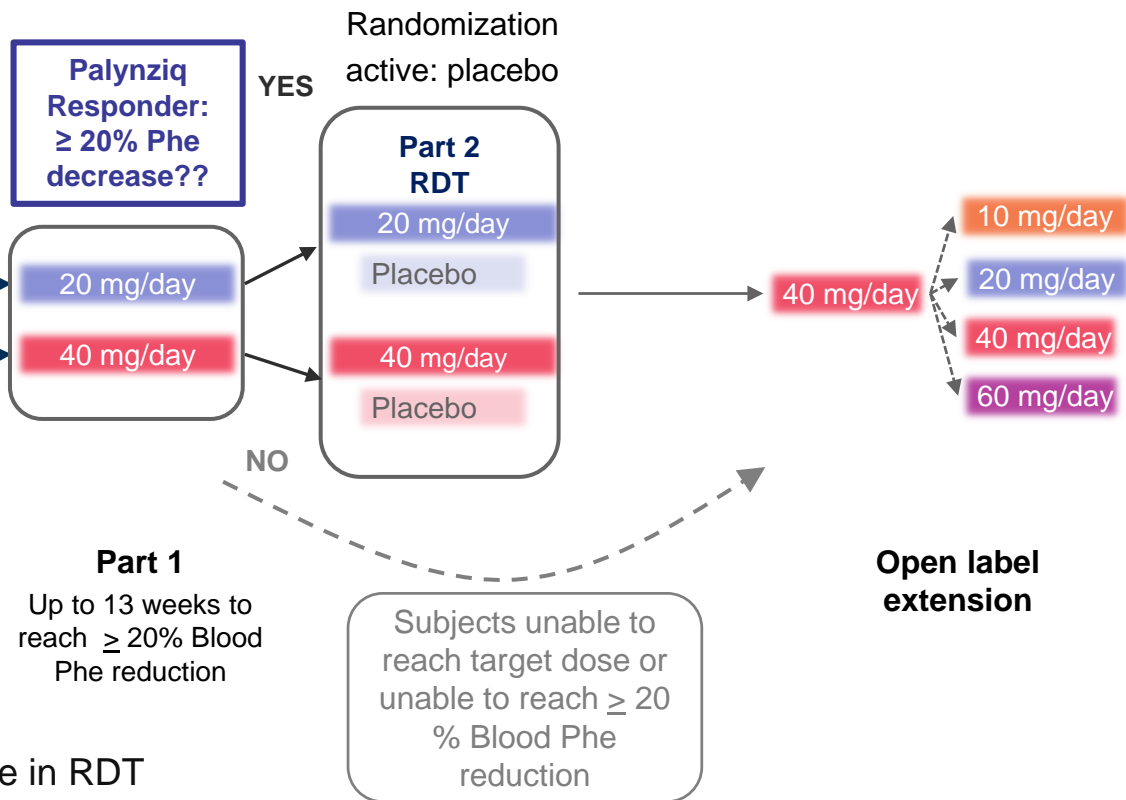 Randomization
active: placebo
Palynziq
Responder:
≥ 20% Phe
decrease??
YES
Part 2
RDT
20 mg/day
Placebo
40 mg/day
Placebo
20 mg/day
40 mg/day
NO
40 mg/day
10 mg/day
20 mg/day
40 mg/day
60 mg/day
Part 1
Up to 13 weeks to
reach ≥ 20% Blood
Phe reduction
Subjects unable to
reach target dose or
unable to reach ≥ 20
% Blood Phe
reduction
Open label
extension
e in RDT